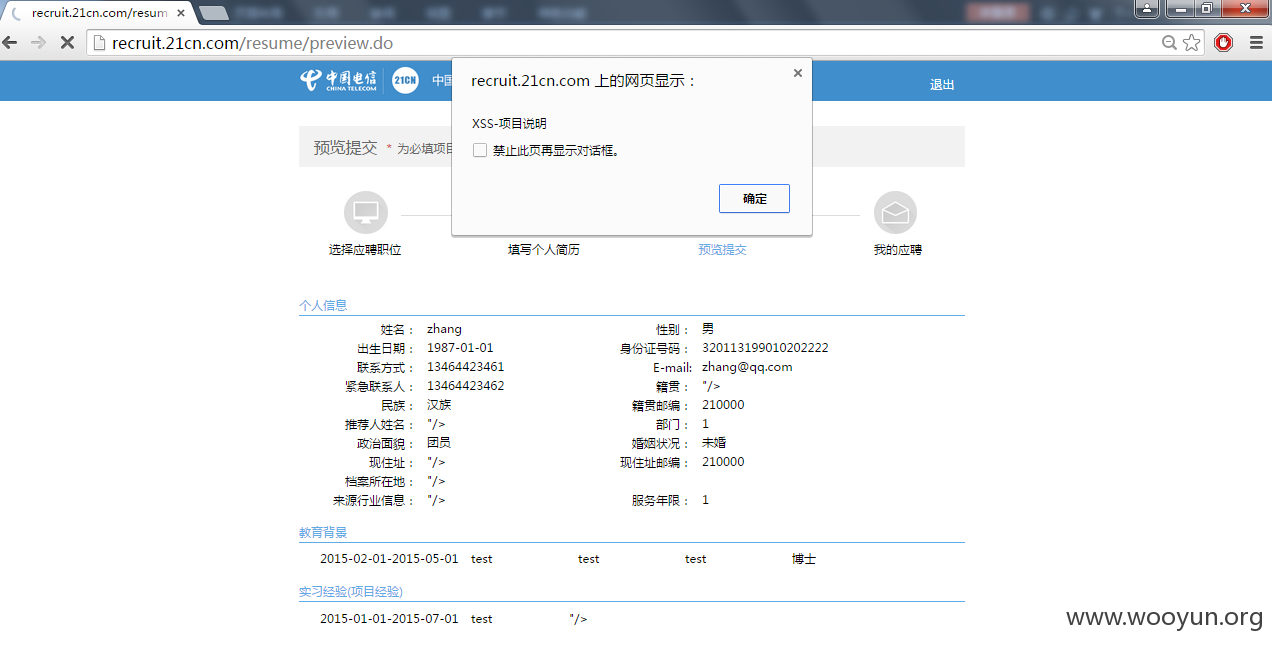 recruit.21cn.com/resum
recruit.21cn.com/resume/preview.do
中国电信
CHINA TELECOM
21CN
中国
退出
recruit.21cn.com 上的网页显示：
XSS-项目说明
禁止此页再显示对话框。
确定
预览提交 * 为必填项目
选择应聘职位 填写个人简历 预览提交 我的应聘
个人信息
姓名： zhang 性别： 男
出生日期： 1987-01-01 身份证号码： 320113199010202222
联系方式： 13464423461 E-mail: zhang@qq.com
紧急联系人： 13464423462 籍贯： "/>
民族： 汉族 籍贯邮编： 210000
推荐人姓名： "/> 部门： 1
政治面貌： 团员 婚姻状况： 未婚
现住址： "/> 现住址邮编： 210000
档案所在地： "/>
来源行业信息： "/> 服务年限： 1
教育背景
2015-02-01-2015-05-01 test test test 博士
实习经验(项目经验)
2015-01-01-2015-07-01 test "/>
www.wooyun.org